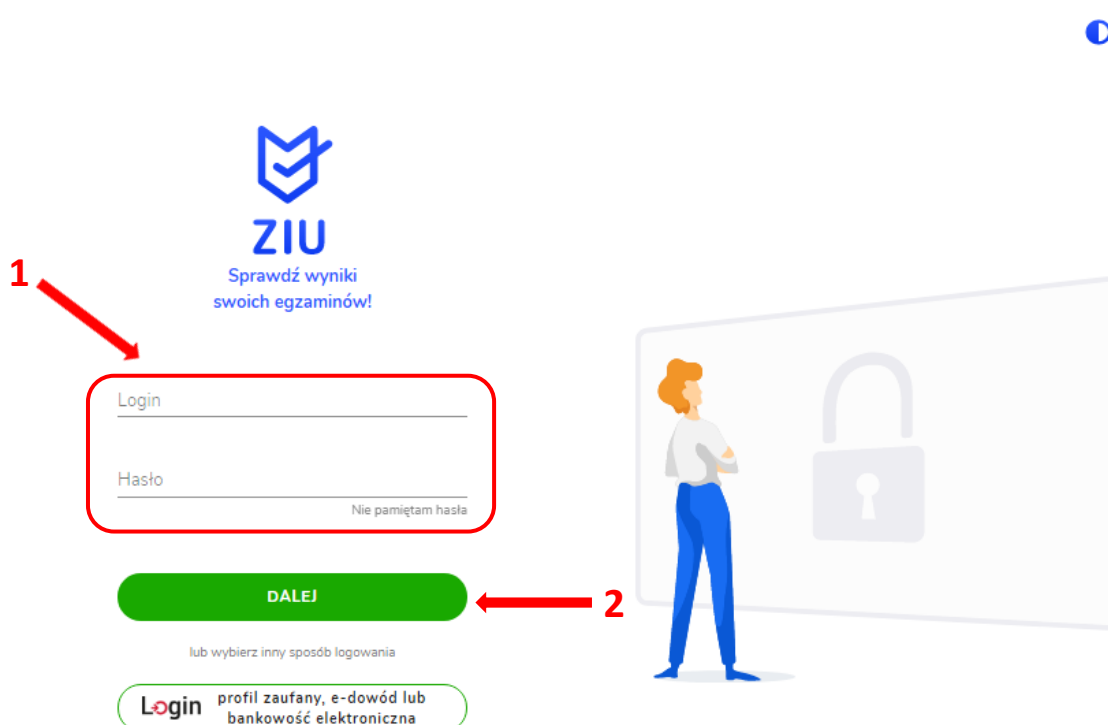 ZIU
Sprawdź wyniki
swoich egzaminów!
1
Login
Hasło
Nie pamiętam hasła
DALEJ
2
lub wybierz inny sposób logowania
Login profil zaufany, e-dowód lub
bankowość elektroniczna